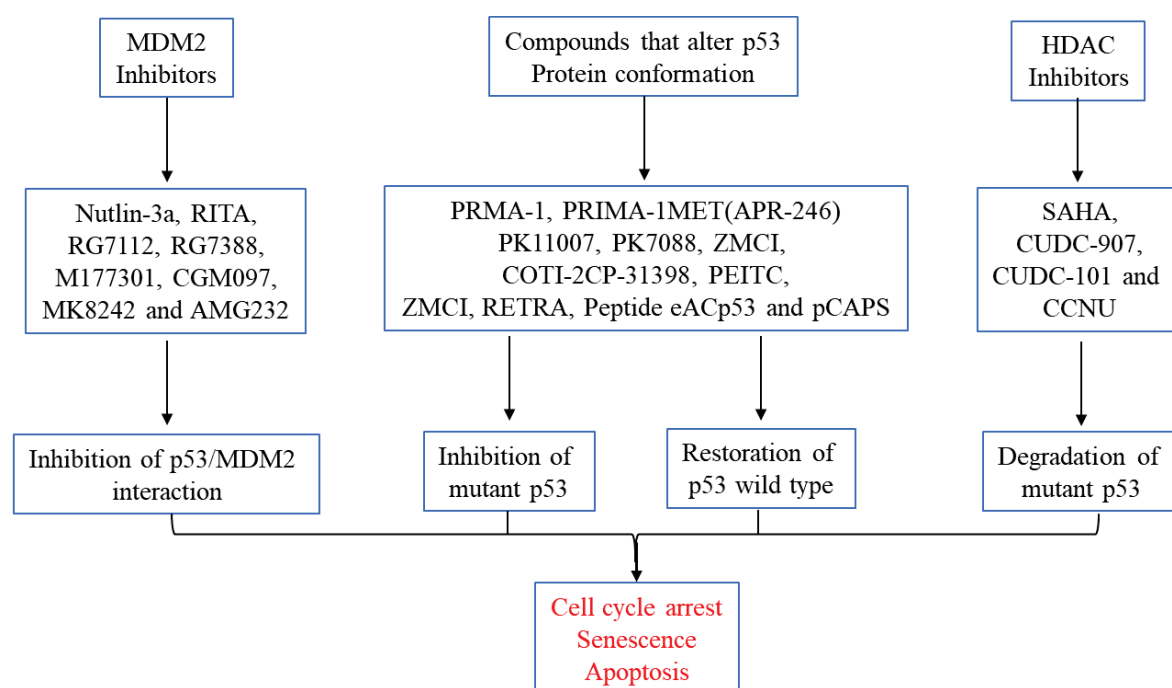 MDM2
Inhibitors
Compounds that alter p53
Protein conformation
HDAC
Inhibitors
Nutlin-3a, RITA,
RG7112, RG7388,
M177301, CGM097,
MK8242 and AMG232
PRMA-1, PRIMA-1MET(APR-246)
PK11007, PK7088, ZMCI,
COTI-2CP-31398, PEITC,
ZMCI, RETRA, Peptide eACp53 and pCAPS
SAHA,
CUDC-907,
CUDC-101 and
CCNU
Inhibition of p53/MDM2
interaction
Inhibition of
mutant p53
Restoration of
p53 wild type
Degradation of
mutant p53
Cell cycle arrest
Senescence
Apoptosis